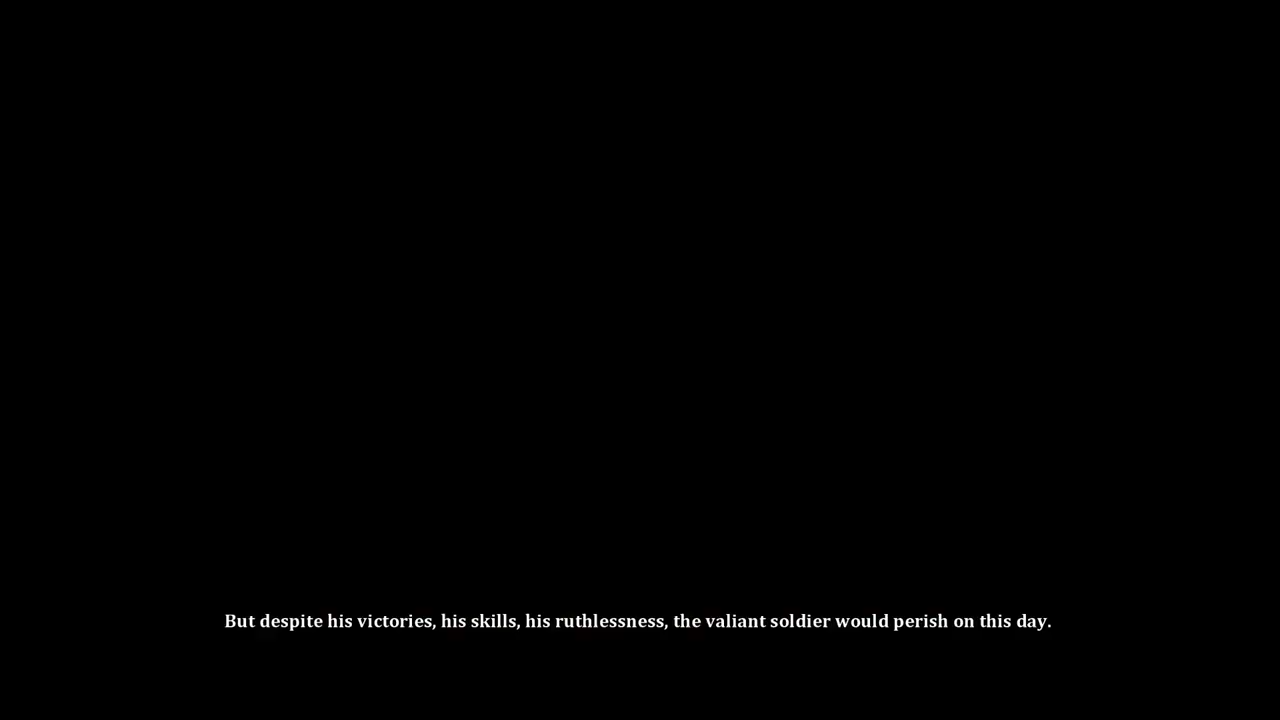 But despite his victories, his skills, his ruthlessness, the valiant soldier would perish on this day.